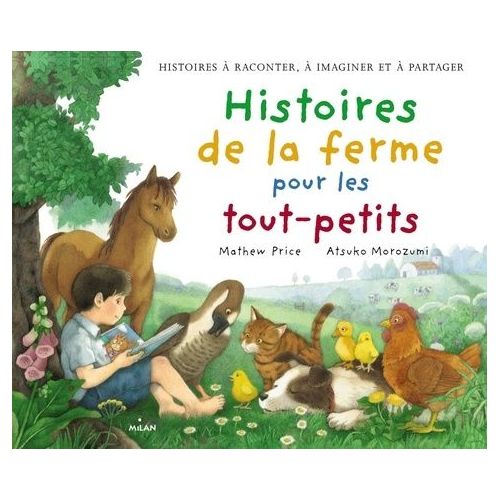 HISTOIRES À RACONTER, À IMAGINER ET À PARTAGER
Histoires
de la ferme
pour les
tout-petits
Mathew Price Atsuko Morozumi
MILAN